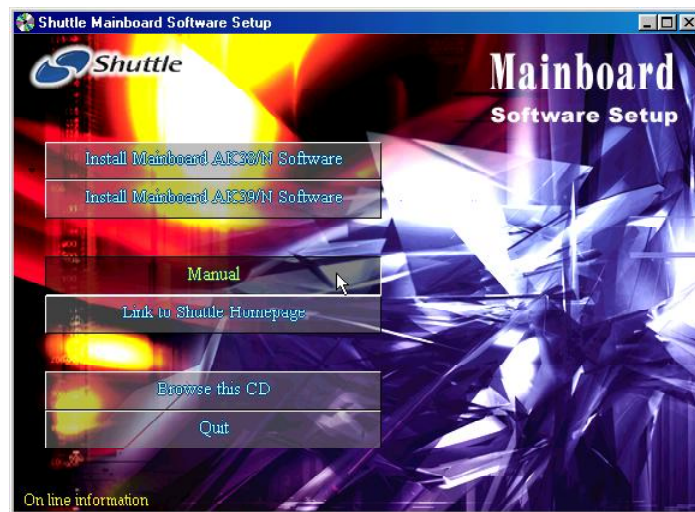 Shuttle Mainboard Software Setup
Shuttle
Mainboard
Software Setup
Install Mainboard AK38/N Software
Install Mainboard AK39/N Software
Manual
Link to Shuttle Homepage
Browse this CD
Quit
On line information